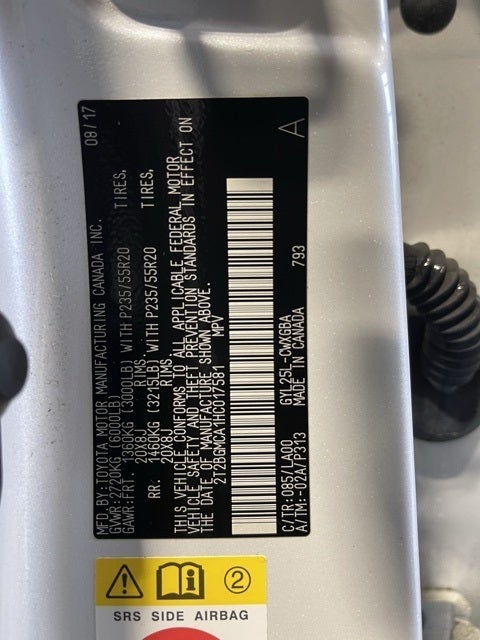 MFD.BY:TOYOTA MOTOR MANUFACTURING CANADA INC. 08/17
GVWR:2720KG (6000LB)
GAWR:FRT. 1360KG (3000LB) WITH P235/55R20 TIRES,
20X8J RIMS.
RR. 1460KG (3215LB) WITH P235/55R20 TIRES,
20X8J RIMS.
THIS VEHICLE CONFORMS TO ALL APPLICABLE FEDERAL MOTOR
VEHICLE SAFETY AND THEFT PREVENTION STANDARDS IN EFFECT ON
THE DATE OF MANUFACTURE SHOWN ABOVE.
2T2BGMCA1HC017581 MPV
C/TR:085/LA00 GYL25L-CWXGBA 793 A
A/TM:-02A/P313 MADE IN CANADA
2
SRS SIDE AIRBAG